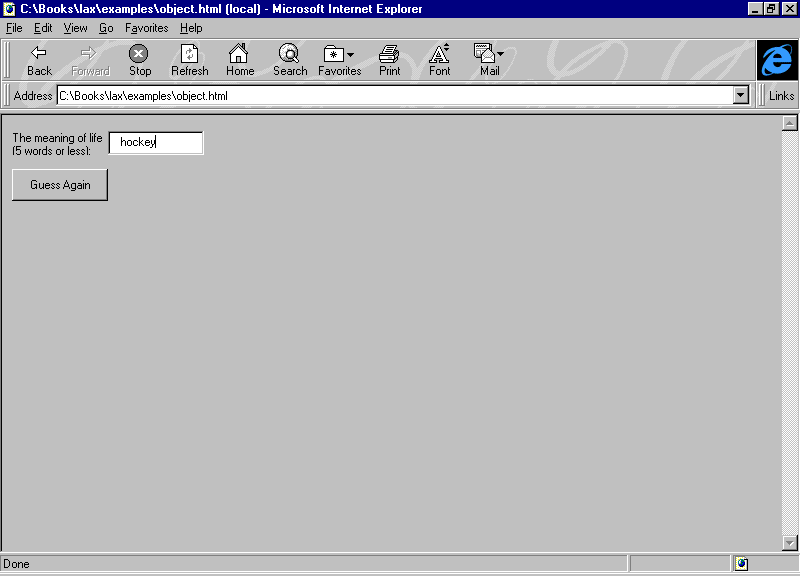 C:\Books\lax\examples\object.html (local) - Microsoft Internet Explorer
File Edit View Go Favorites Help
Back Forward Stop Refresh Home Search Favorites Print Font Mail
Address C:\Books\lax\examples\object.html Links
The meaning of life
(5 words or less): hockey
Guess Again
Done